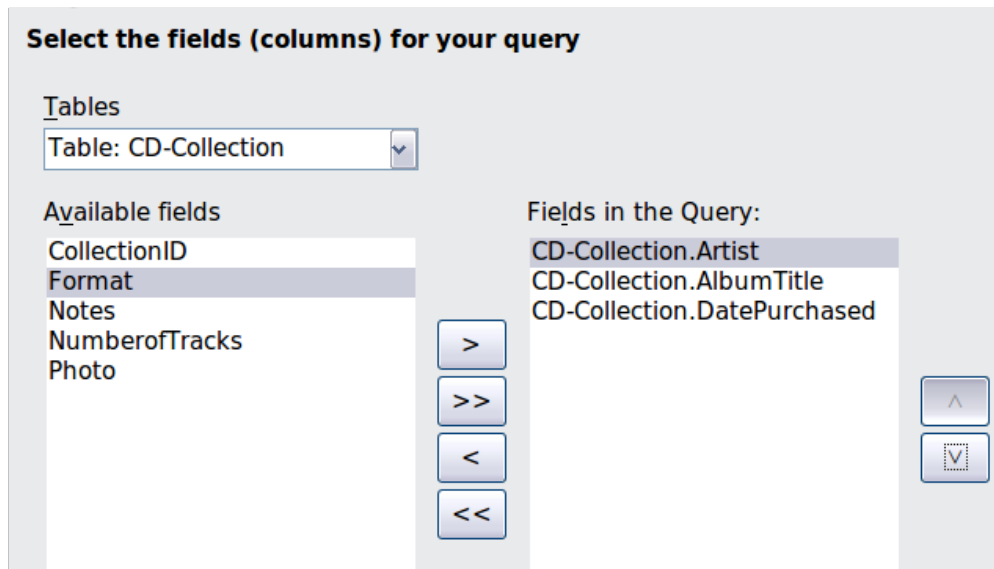 Select the fields (columns) for your query
Tables
Table: CD-Collection
Available fields
CollectionID
Format
Notes
NumberofTracks
Photo
>
>>
<
<<
Fields in the Query:
CD-Collection.Artist
CD-Collection.AlbumTitle
CD-Collection.DatePurchased